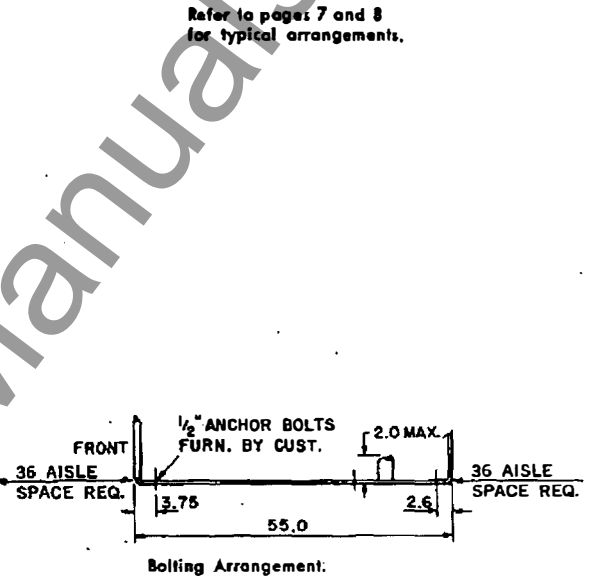 Refer to pages 7 and 8
for typical arrangements.
Manuals
1/2" ANCHOR BOLTS
FURN. BY CUST.
FRONT
2.0 MAX.
36 AISLE
SPACE REQ.
36 AISLE
SPACE REQ.
3.75
2.6
55.0
Bolting Arrangement.